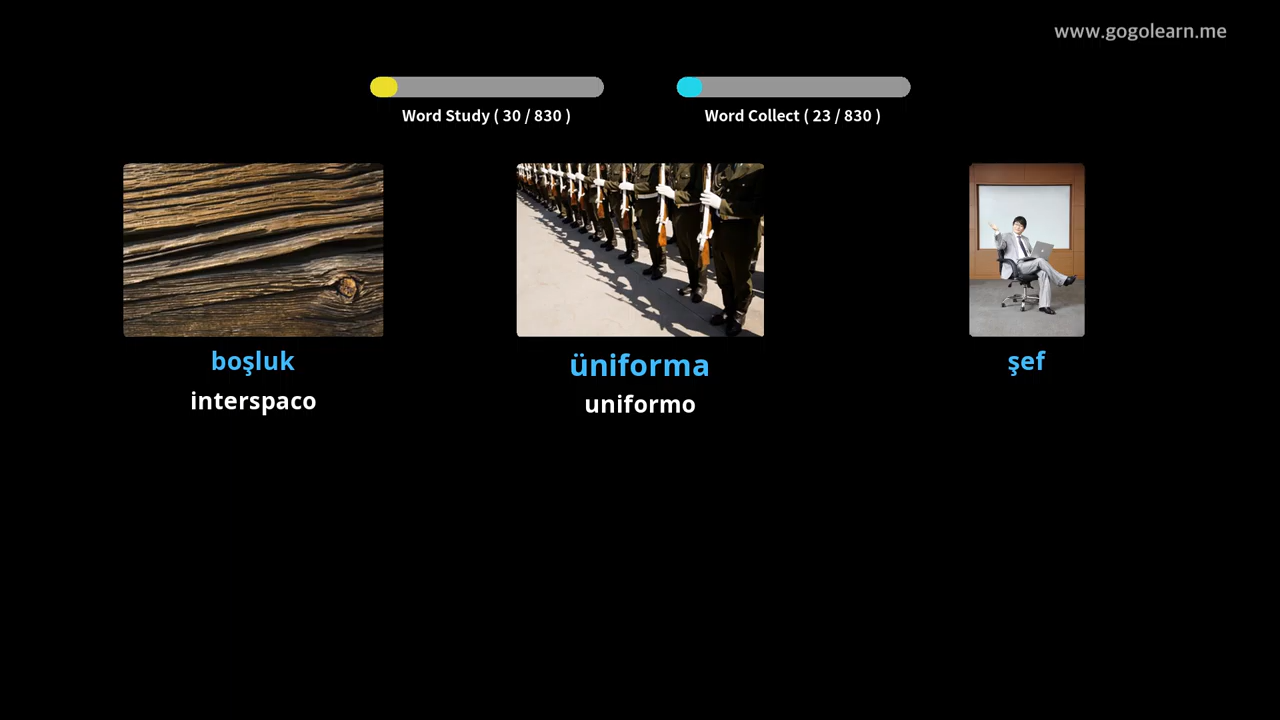 www.gogolearn.me
Word Study ( 30 / 830 )
Word Collect ( 23 / 830 )
boşluk
interspaco
üniforma
uniformo
şef